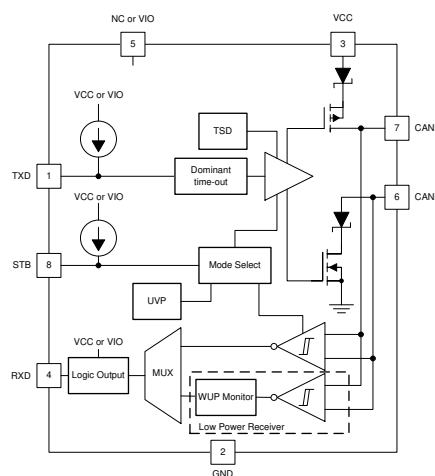 NC or VIO
VCC
5
3
VCC or VIO
TSD
7
CAN
TXD
1
Dominant
time-out
6
CAN
VCC or VIO
STB
8
Mode Select
UVP
VCC or VIO
RXD
4
Logic Output
MUX
WUP Monitor
Low Power Receiver
2
GND